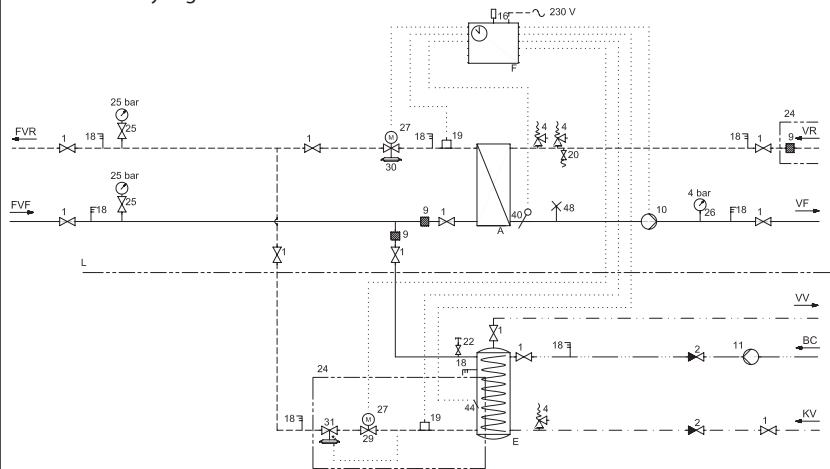 16 230 V
F
25 bar
24
FVR 1 18 25 1 M 27 18 19 4 4 18 1 9 VR
30 20
25 bar
4 bar
FVF 1 18 25 9 1 40 48 10 26 18 1 VF
A
9
1 1
L
VV
1
22 1 18 2 11 BC
18
24
44
18 31 M 27 19 4 2 1 KV
29 E